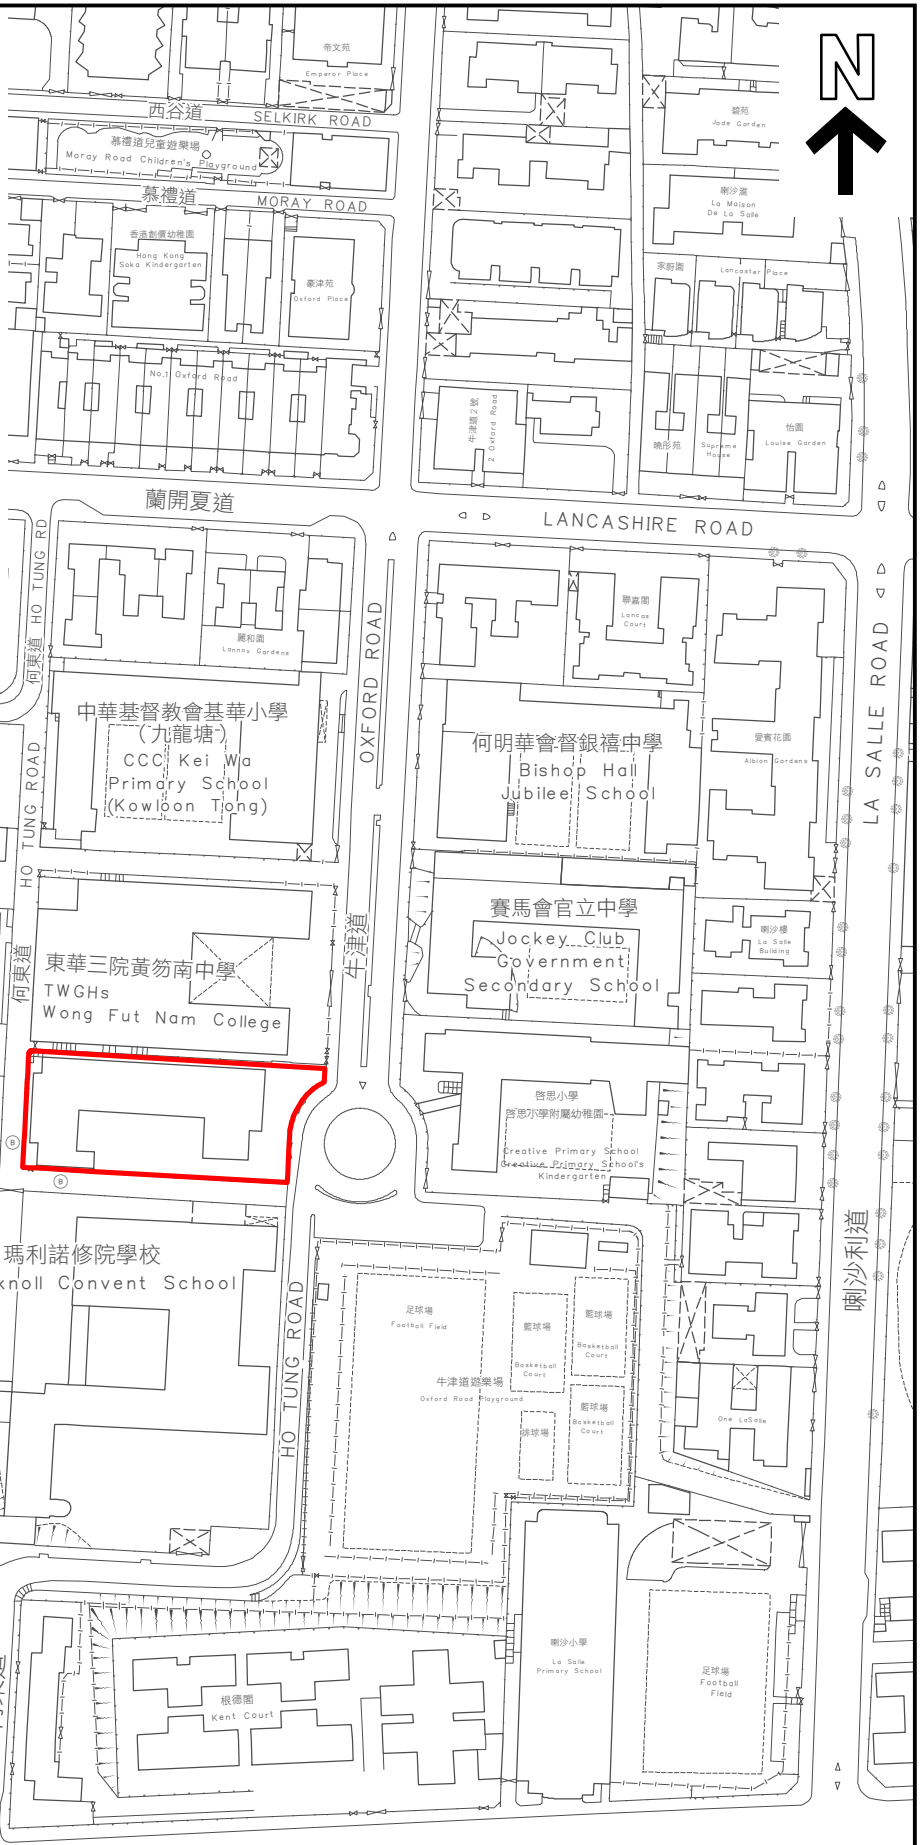 N
帝文苑
Emperor Place
西谷道
SELKIRK ROAD
碧苑
Jade Garden
慕禮道兒童遊樂場
Moray Road Children's Playground
慕禮道
MORAY ROAD
喇沙滙
La Maison
De La Salle
香港創價幼稚園
Hong Kong
Soka Kindergarten
豪津苑
Oxford Place
家蔚園
Lancaster Place
No.1 Oxford Road
牛津道2號
2 Oxford Road
曉彤苑
Supreme
House
怡園
Louise Garden
蘭開夏道
LANCASHIRE ROAD
何東道 HO TUNG RD
麗和園
Lannox Gardens
聯嘉閣
Lancas
Court
OXFORD ROAD
LA SALLE ROAD
中華基督教會基華小學
(九龍塘)
CCC Kei Wa
Primary School
(Kowloon Tong)
何明華會督銀禧中學
Bishop Hall
Jubilee School
愛賓花園
Albion Gardens
何東道
HO TUNG ROAD
牛津道
賽馬會官立中學
Jockey Club
Government
Secondary School
喇沙樓
La Salle
Building
東華三院黃笏南中學
TWGHs
Wong Fut Nam College
啓思小學
啓思小學附屬幼稚園
Creative Primary School
Creative Primary School's
Kindergarten
B
B
瑪利諾修院學校
knoll Convent School
HO TUNG ROAD
喇沙利道
足球場
Football Field
籃球場
Basketball
Court
籃球場
Basketball
Court
牛津道遊樂場
Oxford Road Playground
籃球場
Basketball
Court
排球場
One LaSalle
喇沙小學
La Salle
Primary School
足球場
Football
Field
根德閣
Kent Court